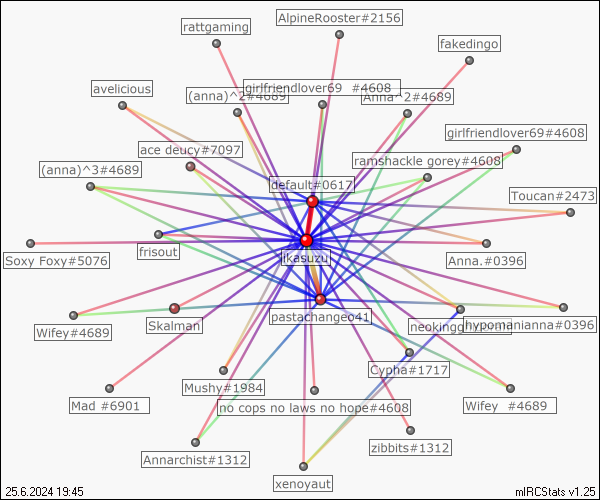 AlpineRooster#2156
rattgaming
fakedingo
avelicious
girlfriendlover69 #4608
(anna)^2#4689
Anna^2#4689
girlfriendlover69#4608
ace deucy#7097
ramshackle gorey#4608
(anna)^3#4689
default#0617
Toucan#2473
frisout
ikasuzu
Anna.#0396
Soxy Foxy#5076
pastachangeo41
Skalman
Wifey#4689
hypomanianna#0396
Cypha#1717
Mushy#1984
Mad #6901
no cops no laws no hope#4608
Wifey #4689
zibbits#1312
Annarchist#1312
xenoyaut
25.6.2024 19:45
mIRCStats v1.25